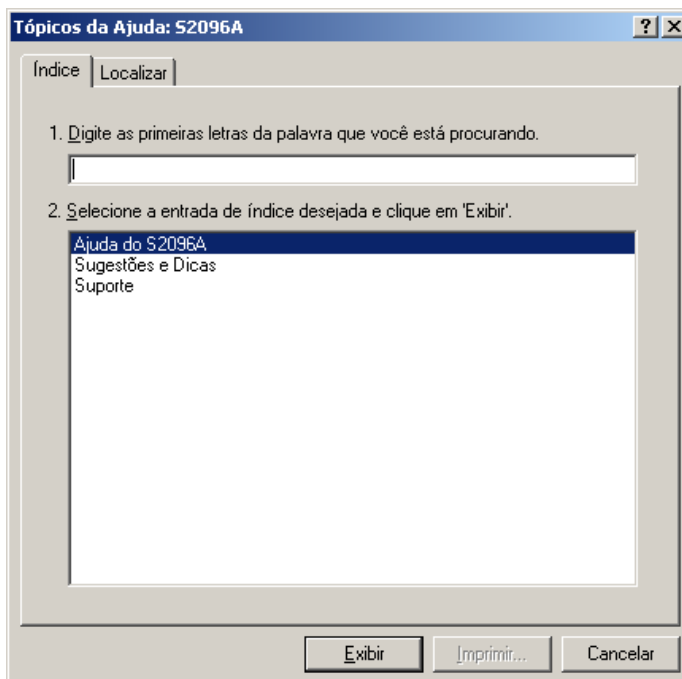 Tópicos da Ajuda: S2096A
Índice
Localizar
1. Digite as primeiras letras da palavra que você está procurando.
2. Selecione a entrada de índice desejada e clique em 'Exibir'.
Ajuda do S2096A
Sugestões e Dicas
Suporte
Exibir
Imprimir...
Cancelar